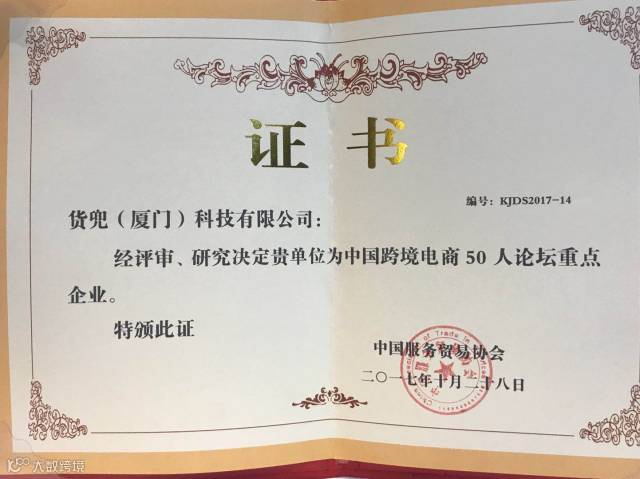 证书
编号：KJDS2017-14
货兜（厦门）科技有限公司：
经评审、研究决定贵单位为中国跨境电商 50 人论坛重点
企业。
特颁此证
中国服务贸易协会
二〇一七年十月二十八日
大数跨境